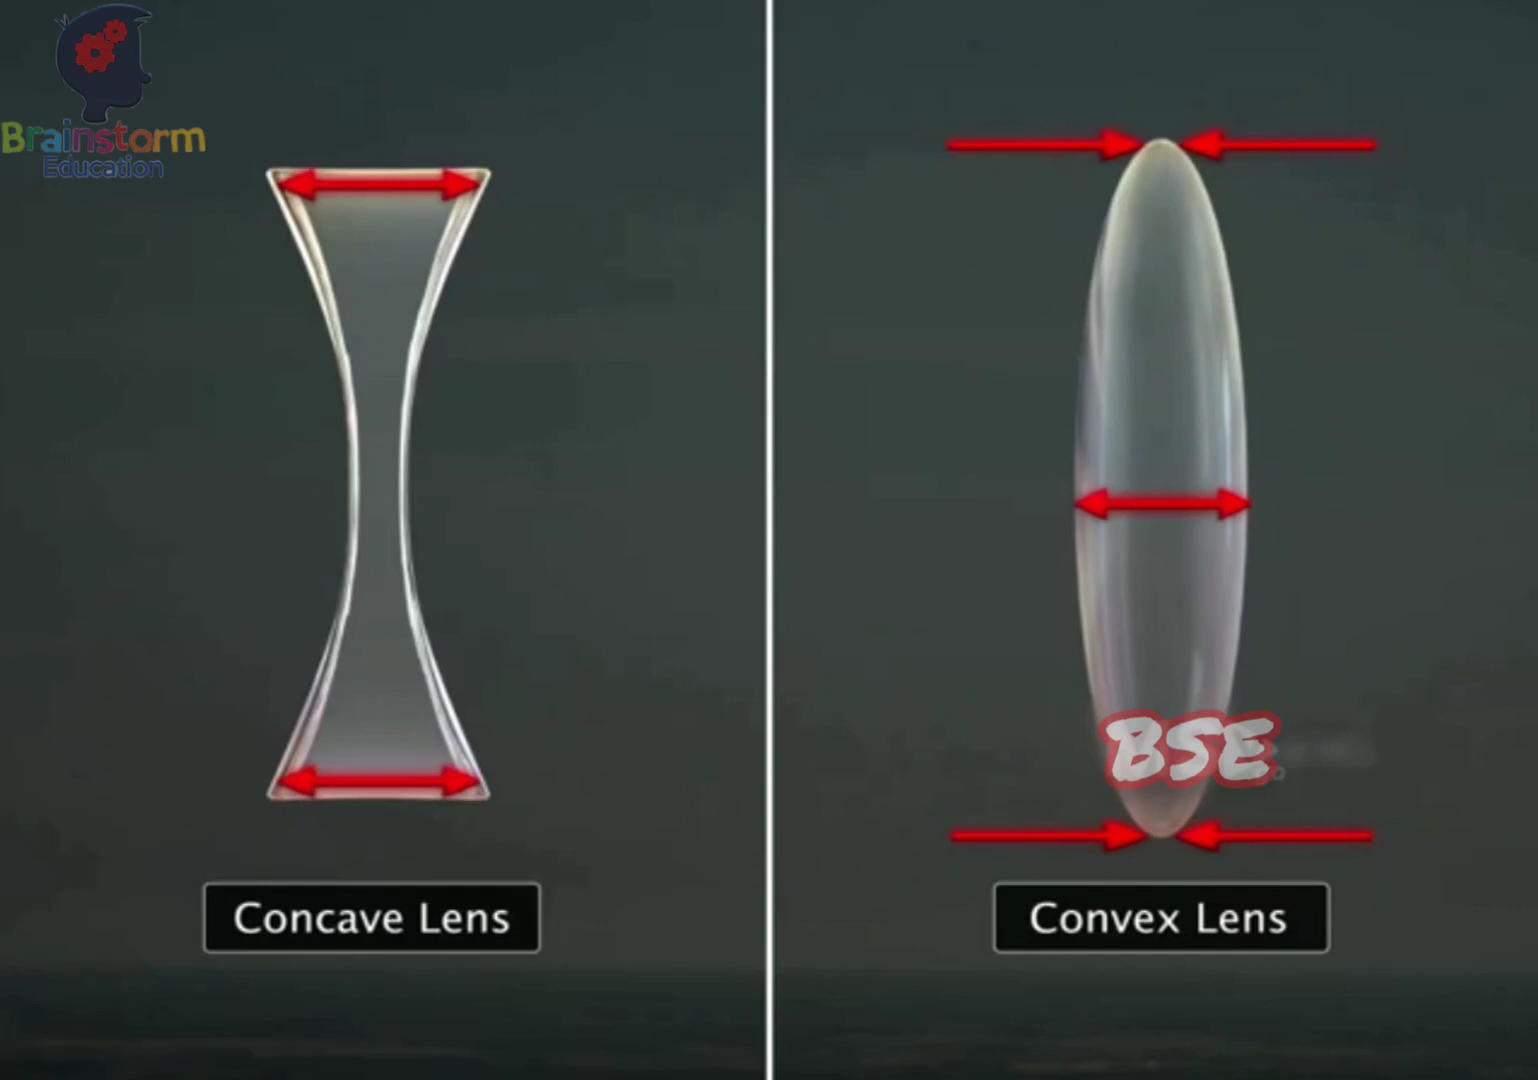 Brainstorm
Education
BSE
Concave Lens
Convex Lens